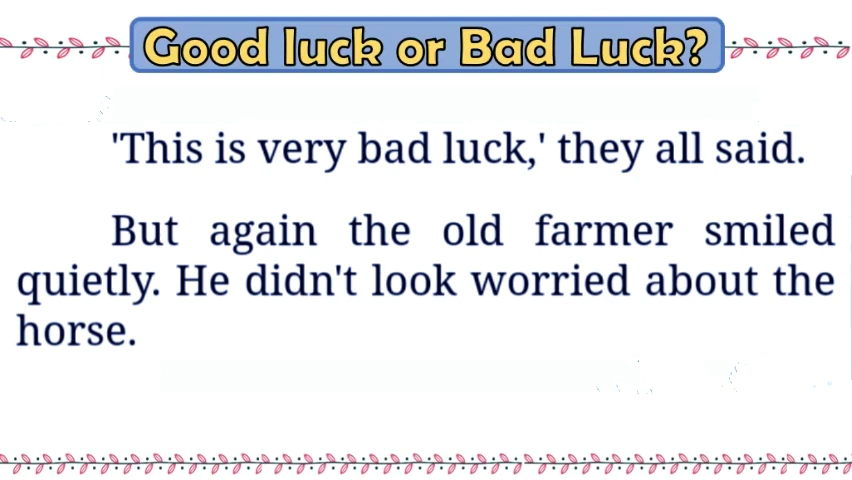 Good luck or Bad Luck?
'This is very bad luck,' they all said.
But again the old farmer smiled
quietly. He didn't look worried about the
horse.